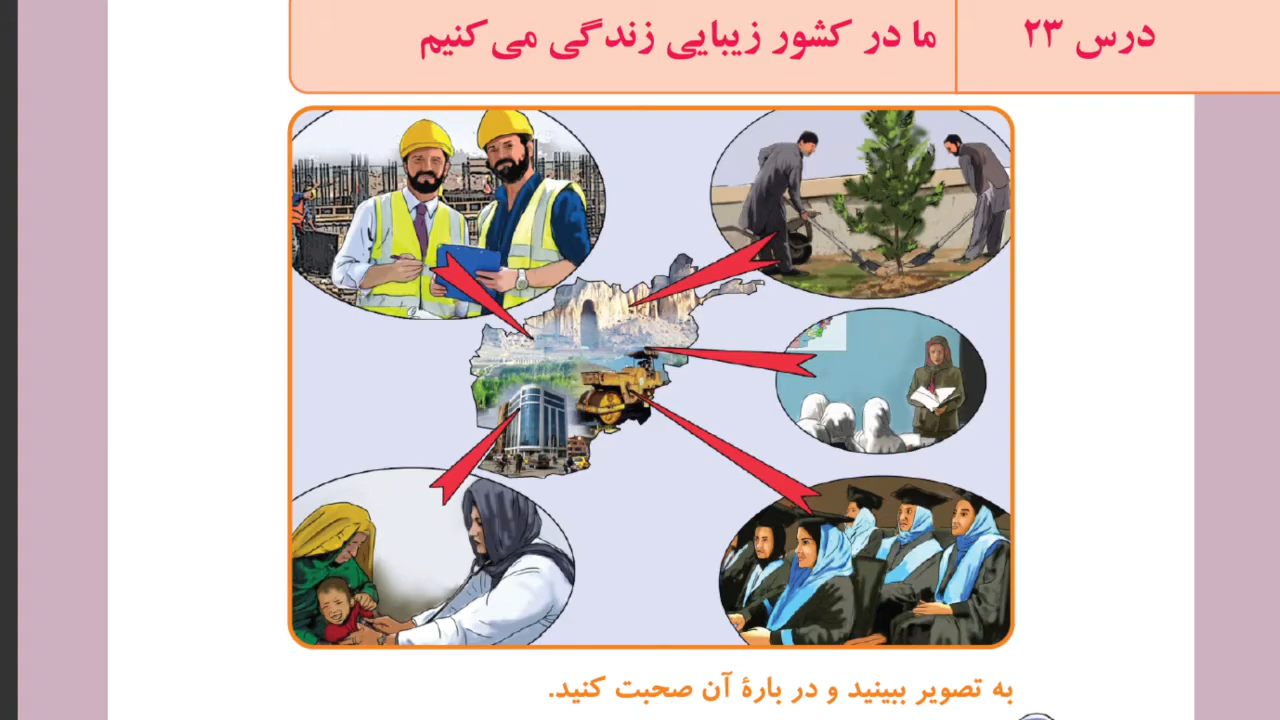 درس ۲۳
ما در کشور زیبایی زندگی می کنیم
به تصویر ببینید و در بارهٔ آن صحبت کنید.